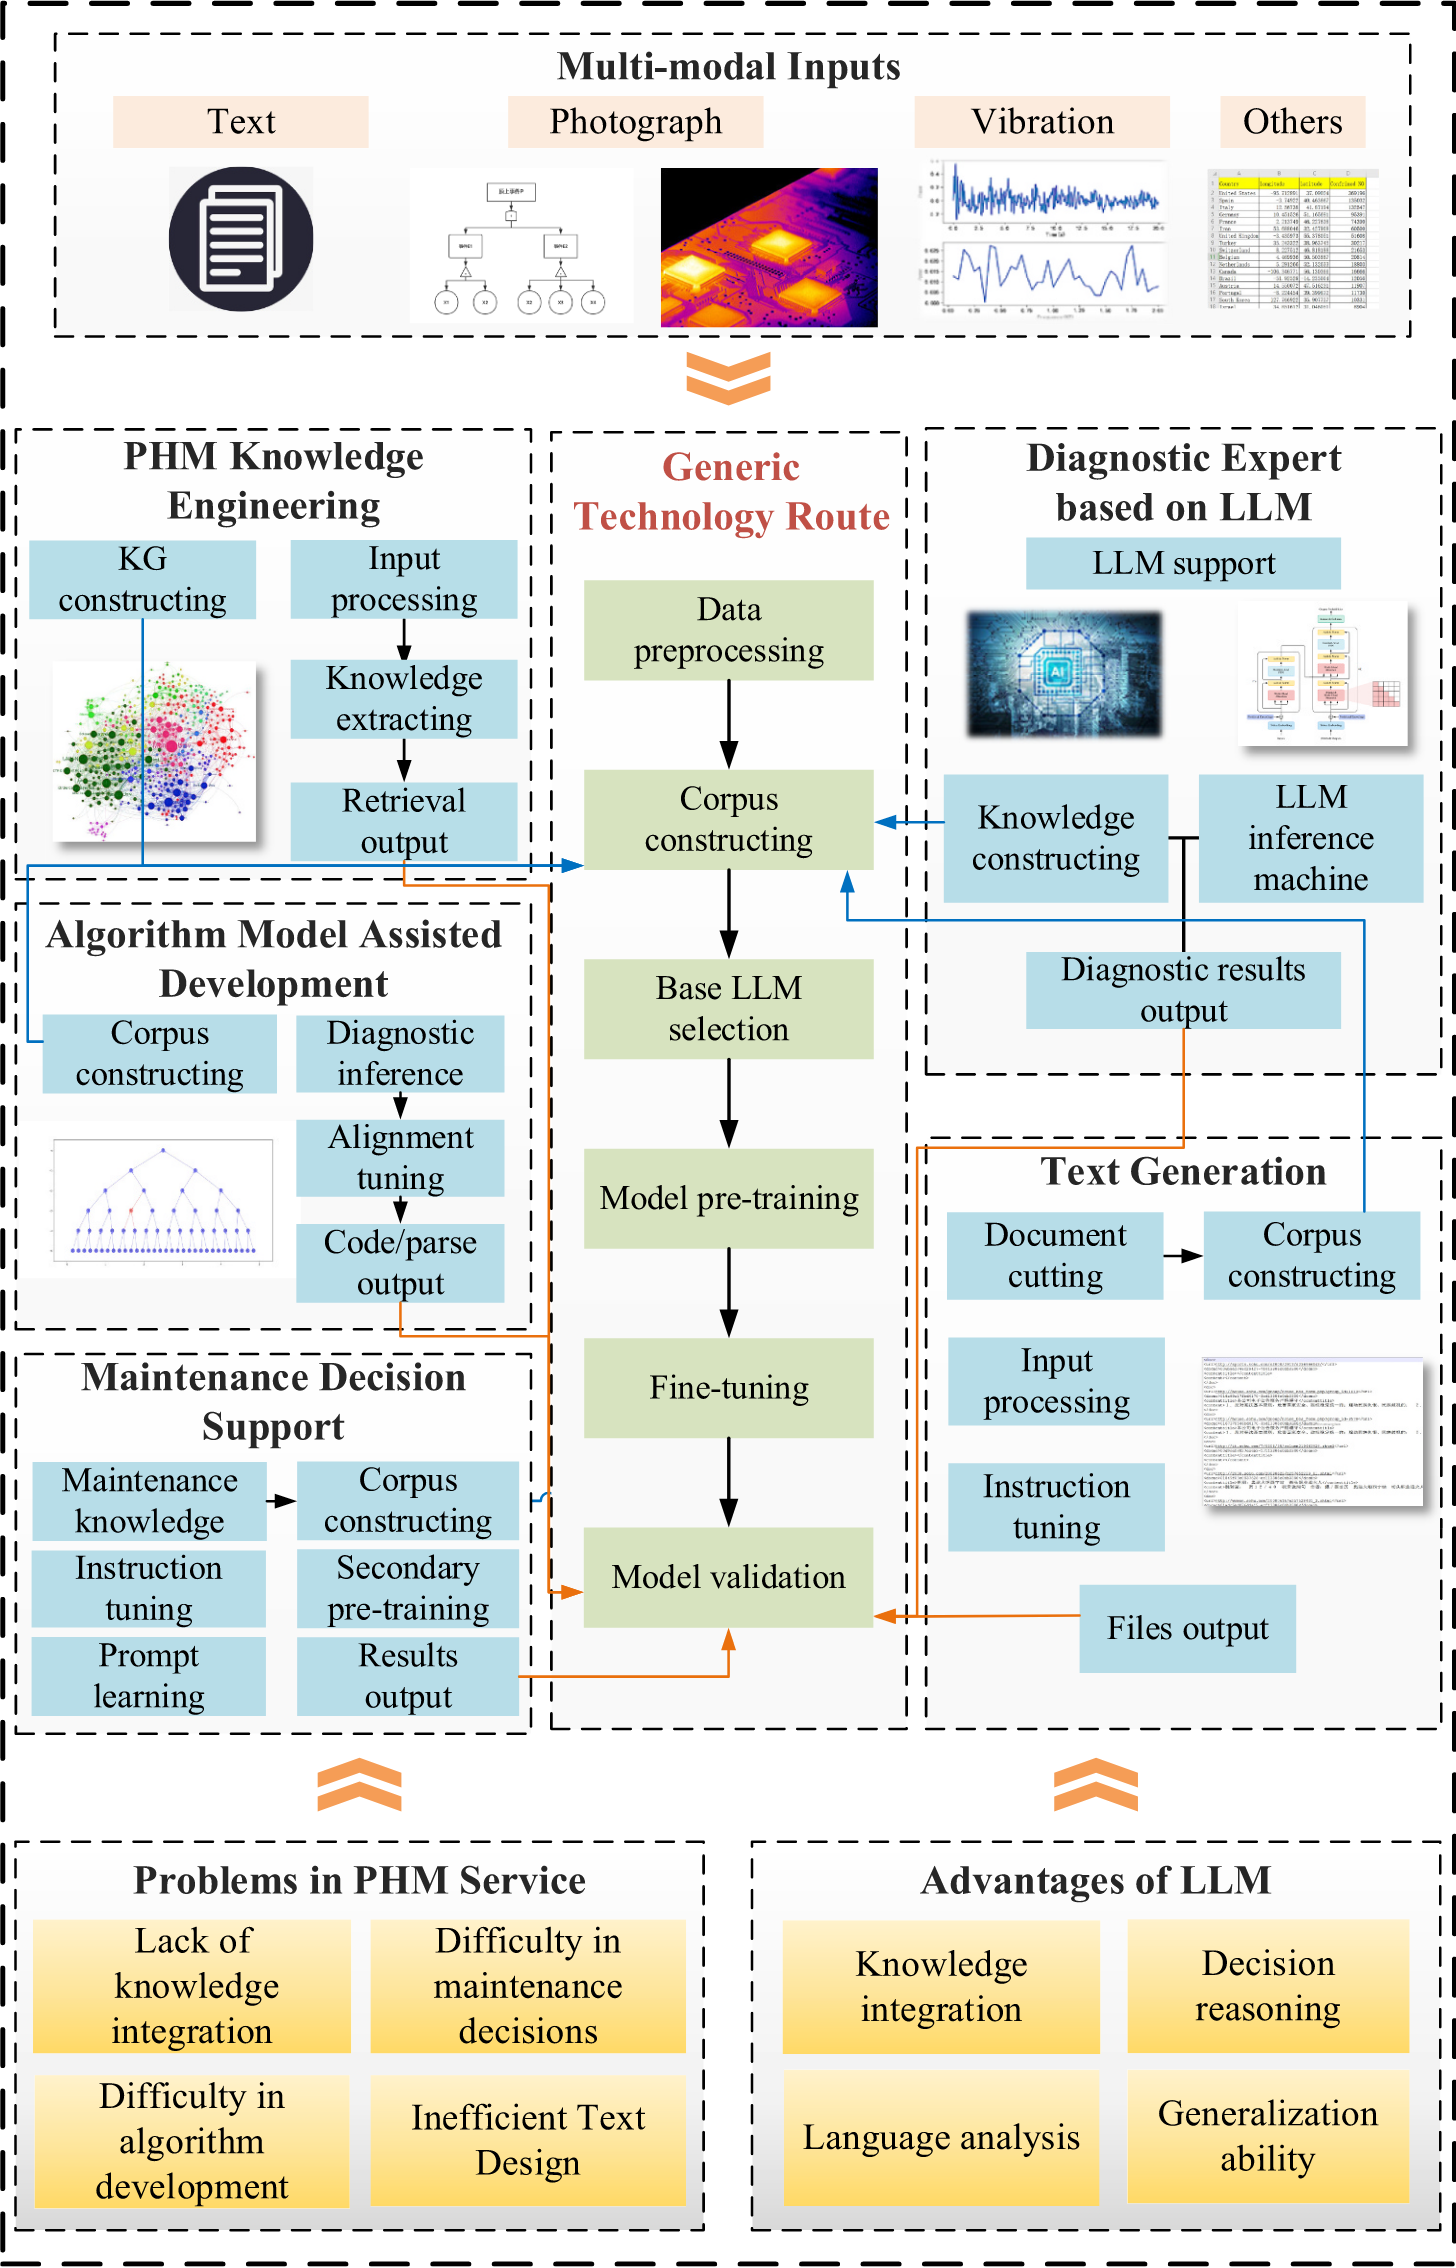 Multi-modal Inputs
Text
Photograph
Vibration
Others
X1
X2
X2
X3
X4
PHM Knowledge
Engineering
KG
constructing
Input
processing
Knowledge
extracting
Retrieval
output
Algorithm Model Assisted
Development
Corpus
constructing
Diagnostic
inference
Alignment
tuning
Code/parse
output
Maintenance Decision
Support
Maintenance
knowledge
Corpus
constructing
Instruction
tuning
Secondary
pre-training
Prompt
learning
Results
output
Generic
Technology Route
Data
preprocessing
Corpus
constructing
Base LLM
selection
Model pre-training
Fine-tuning
Model validation
Diagnostic Expert
based on LLM
LLM support
AI
Knowledge
constructing
LLM
inference
machine
Diagnostic results
output
Text Generation
Document
cutting
Corpus
constructing
Input
processing
Instruction
tuning
Files output
Problems in PHM Service
Lack of
knowledge
integration
Difficulty in
maintenance
decisions
Difficulty in
algorithm
development
Inefficient Text
Design
Advantages of LLM
Knowledge
integration
Decision
reasoning
Language analysis
Generalization
ability